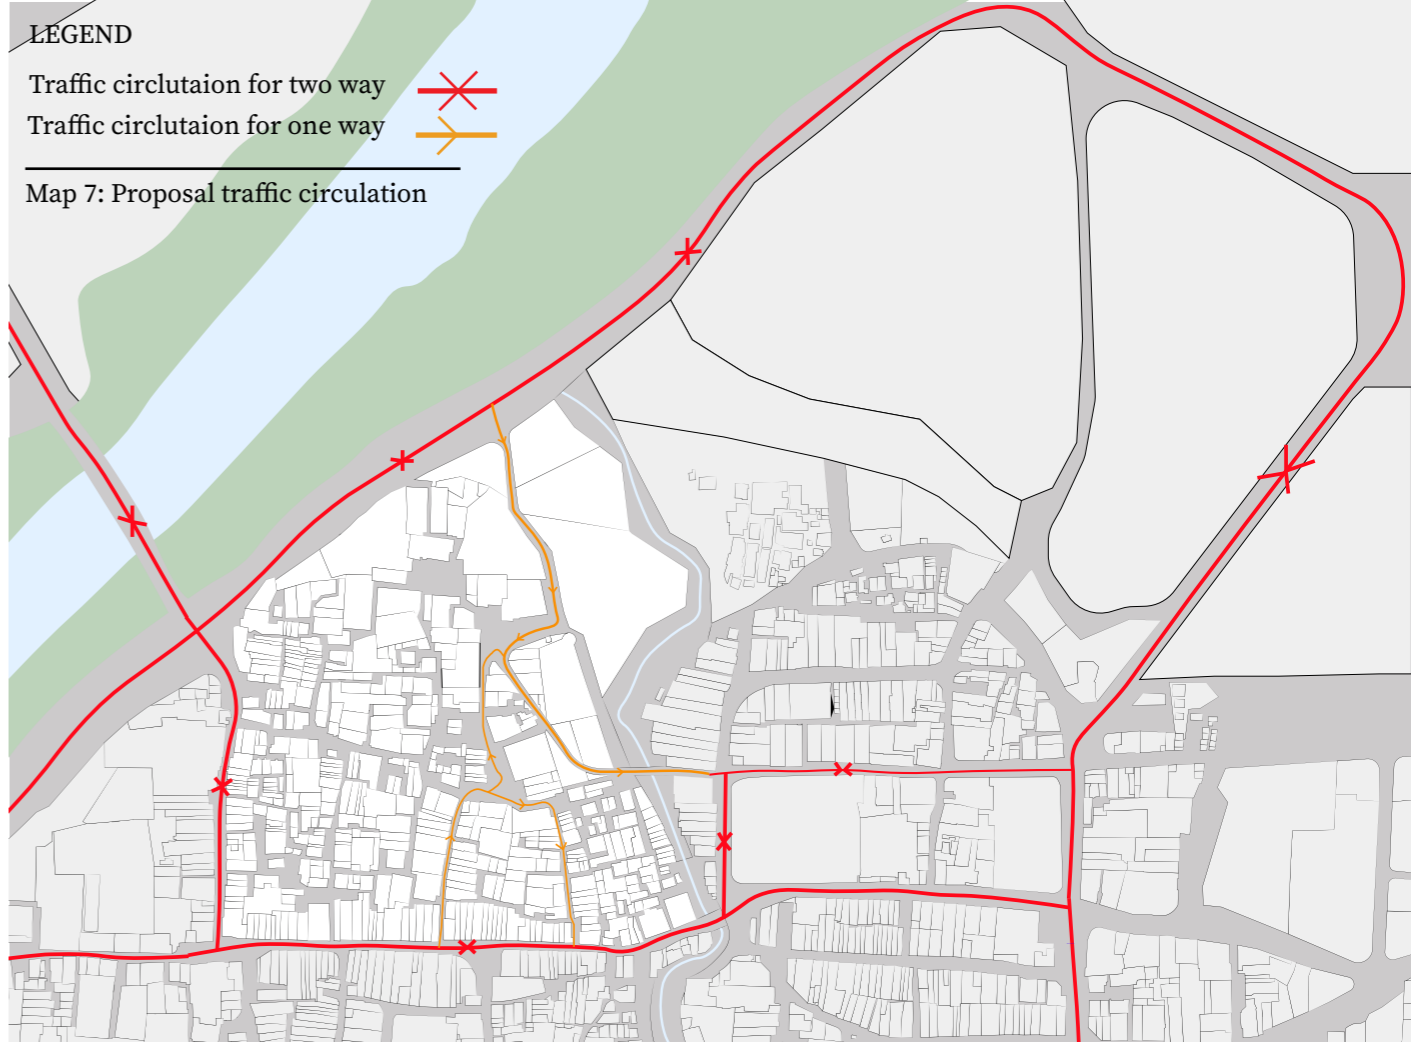 LEGEND
Traffic circlutaion for two way
Traffic circlutaion for one way
Map 7: Proposal traffic circulation